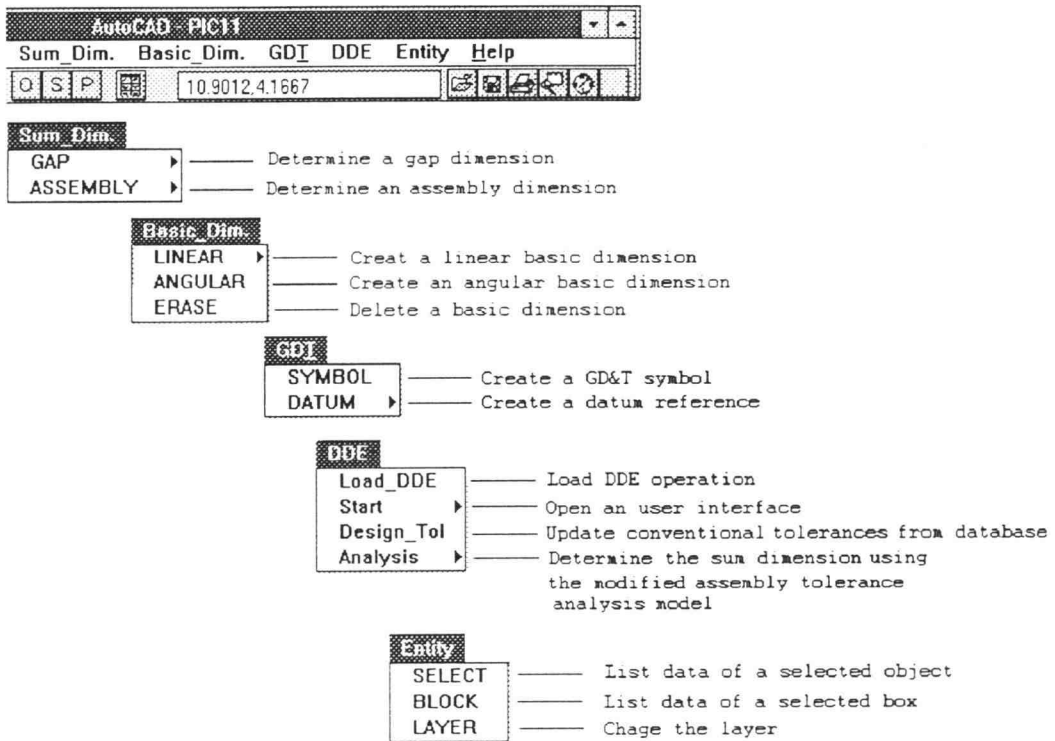 AutoCAD - PIC11
Sum_Dim. Basic_Dim. GDT DDE Entity Help
O S P 10.9012,4.1667
Sum_Dim.
GAP Determine a gap dimension
ASSEMBLY Determine an assembly dimension
Basic_Dim.
LINEAR Creat a linear basic dimension
ANGULAR Create an angular basic dimension
ERASE Delete a basic dimension
GDT
SYMBOL Create a GD&T symbol
DATUM Create a datum reference
DDE
Load_DDE Load DDE operation
Start Open an user interface
Design_Tol Update conventional tolerances from database
Analysis Determine the sum dimension using
the modified assembly tolerance
analysis model
Entity
SELECT List data of a selected object
BLOCK List data of a selected box
LAYER Chage the layer